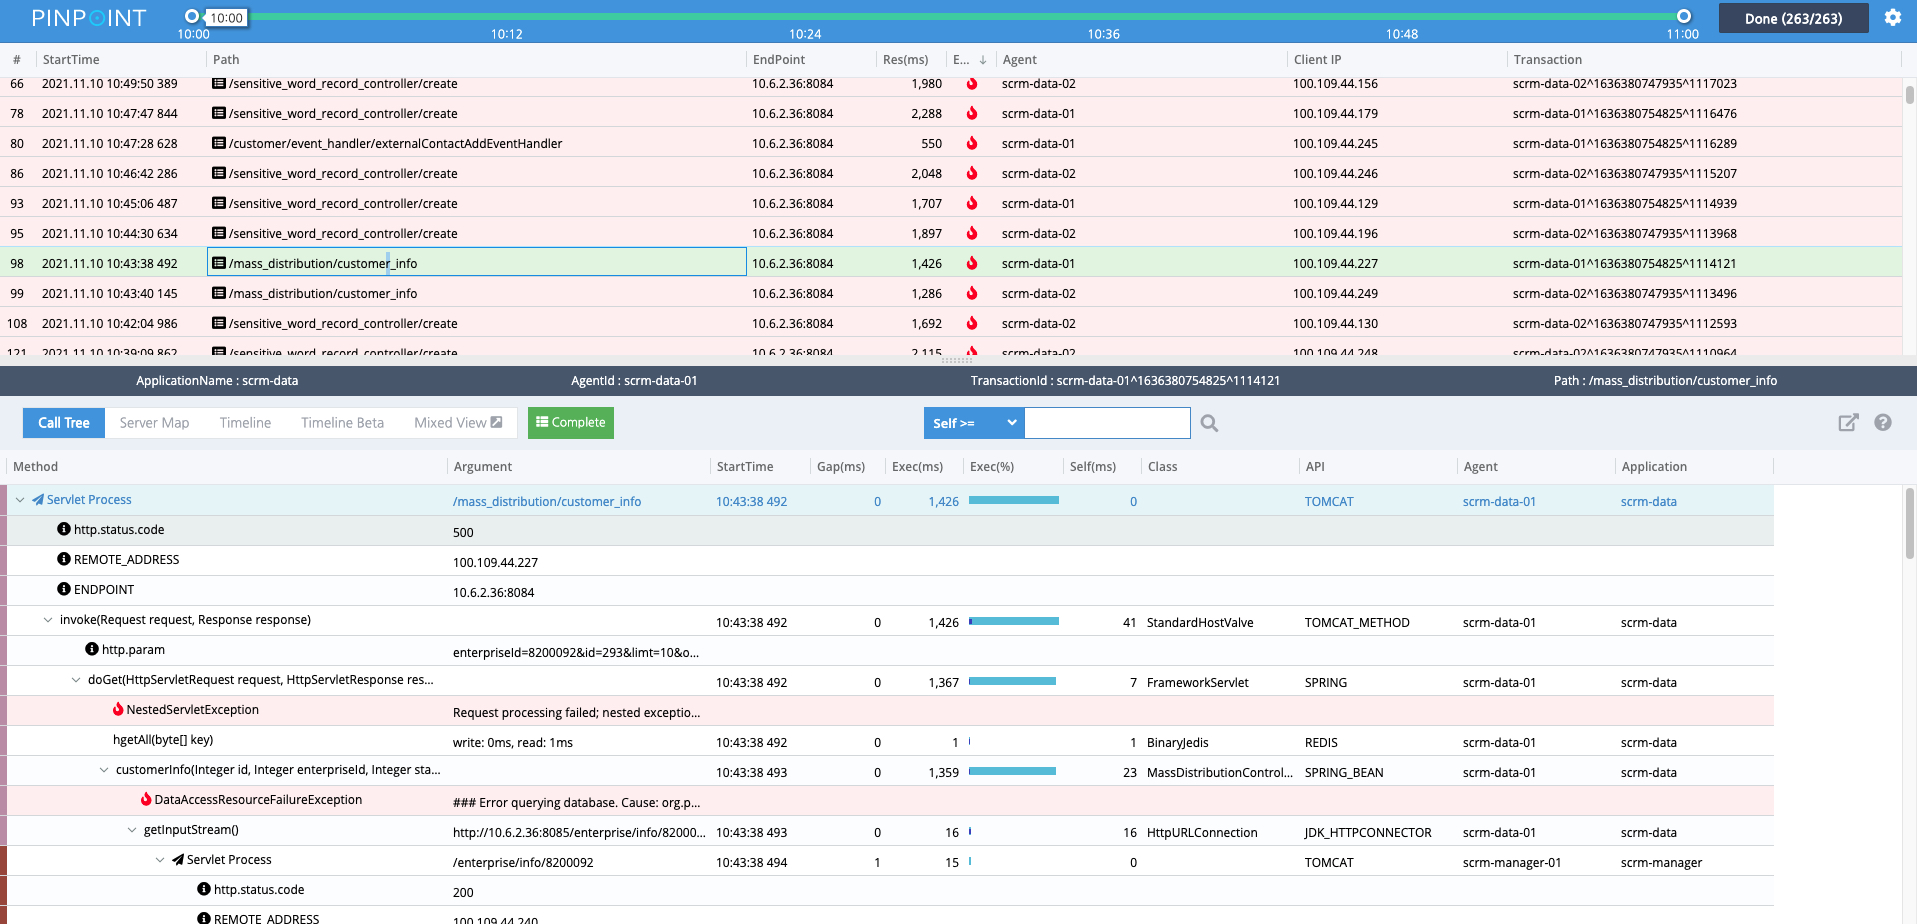 PINPOINT
10:00
10:00 10:12 10:24 10:36 10:48 11:00
Done (263/263)
# StartTime Path EndPoint Res(ms) E... ↓ Agent Client IP Transaction
66 2021.11.10 10:49:50 389 /sensitive_word_record_controller/create 10.6.2.36:8084 1,980 scrm-data-02 100.109.44.156 scrm-data-02^1636380747935^1117023
78 2021.11.10 10:47:47 844 /sensitive_word_record_controller/create 10.6.2.36:8084 2,288 scrm-data-01 100.109.44.179 scrm-data-01^1636380754825^1116476
80 2021.11.10 10:47:28 628 /customer/event_handler/externalContactAddEventHandler 10.6.2.36:8084 550 scrm-data-01 100.109.44.245 scrm-data-01^1636380754825^1116289
86 2021.11.10 10:46:42 286 /sensitive_word_record_controller/create 10.6.2.36:8084 2,048 scrm-data-02 100.109.44.246 scrm-data-02^1636380747935^1115207
93 2021.11.10 10:45:06 487 /sensitive_word_record_controller/create 10.6.2.36:8084 1,707 scrm-data-01 100.109.44.129 scrm-data-01^1636380754825^1114939
95 2021.11.10 10:44:30 634 /sensitive_word_record_controller/create 10.6.2.36:8084 1,897 scrm-data-02 100.109.44.196 scrm-data-02^1636380747935^1113968
98 2021.11.10 10:43:38 492 /mass_distribution/customer_info 10.6.2.36:8084 1,426 scrm-data-01 100.109.44.227 scrm-data-01^1636380754825^1114121
99 2021.11.10 10:43:40 145 /mass_distribution/customer_info 10.6.2.36:8084 1,286 scrm-data-02 100.109.44.249 scrm-data-02^1636380747935^1113496
108 2021.11.10 10:42:04 986 /sensitive_word_record_controller/create 10.6.2.36:8084 1,692 scrm-data-02 100.109.44.130 scrm-data-02^1636380747935^1112593
121 2021.11.10 10:39:09 862 /sensitive_word_record_controller/create 10.6.2.36:8084 2,115 scrm-data-02 100.109.44.248 scrm-data-02^1636380747935^1110964
ApplicationName : scrm-data AgentId : scrm-data-01 TransactionId : scrm-data-01^1636380754825^1114121 Path : /mass_distribution/customer_info
Call Tree Server Map Timeline Timeline Beta Mixed View Complete Self >=
Method Argument StartTime Gap(ms) Exec(ms) Exec(%) Self(ms) Class API Agent Application
Servlet Process /mass_distribution/customer_info 10:43:38 492 0 1,426 0 TOMCAT scrm-data-01 scrm-data
http.status.code 500
REMOTE_ADDRESS 100.109.44.227
ENDPOINT 10.6.2.36:8084
invoke(Request request, Response response) 10:43:38 492 0 1,426 41 StandardHostValve TOMCAT_METHOD scrm-data-01 scrm-data
http.param enterpriseId=8200092&id=293&limt=10&o...
doGet(HttpServletRequest request, HttpServletResponse res... 10:43:38 492 0 1,367 7 FrameworkServlet SPRING scrm-data-01 scrm-data
NestedServletException Request processing failed; nested exceptio...
hgetAll(byte[] key) write: 0ms, read: 1ms 10:43:38 492 0 1 1 BinaryJedis REDIS scrm-data-01 scrm-data
customerInfo(Integer id, Integer enterpriseId, Integer sta... 10:43:38 493 0 1,359 23 MassDistributionControl... SPRING_BEAN scrm-data-01 scrm-data
DataAccessResourceFailureException ### Error querying database. Cause: org.p...
getInputStream() http://10.6.2.36:8085/enterprise/info/82000... 10:43:38 493 0 16 16 HttpURLConnection JDK_HTTPCONNECTOR scrm-data-01 scrm-data
Servlet Process /enterprise/info/8200092 10:43:38 494 1 15 0 TOMCAT scrm-manager-01 scrm-manager
http.status.code 200
REMOTE_ADDRESS 100.109.44.240